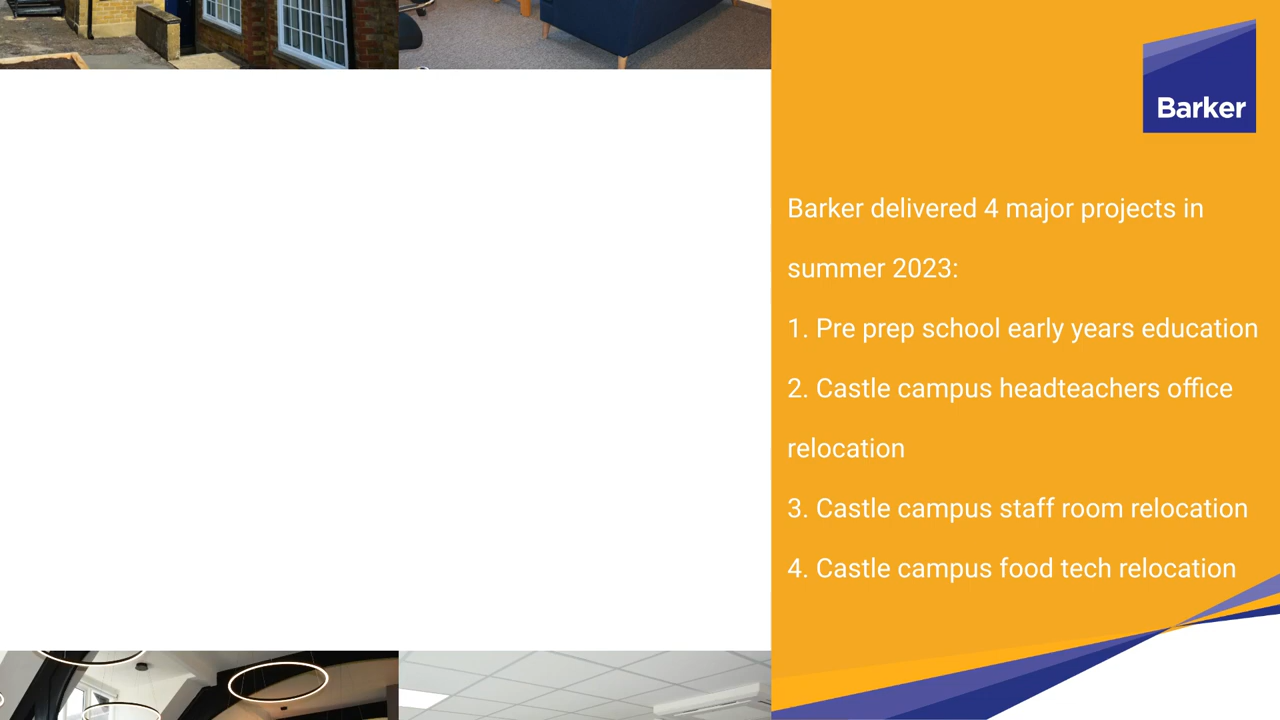 Barker
Barker delivered 4 major projects in
summer 2023:
1. Pre prep school early years education
2. Castle campus headteachers office
relocation
3. Castle campus staff room relocation
4. Castle campus food tech relocation